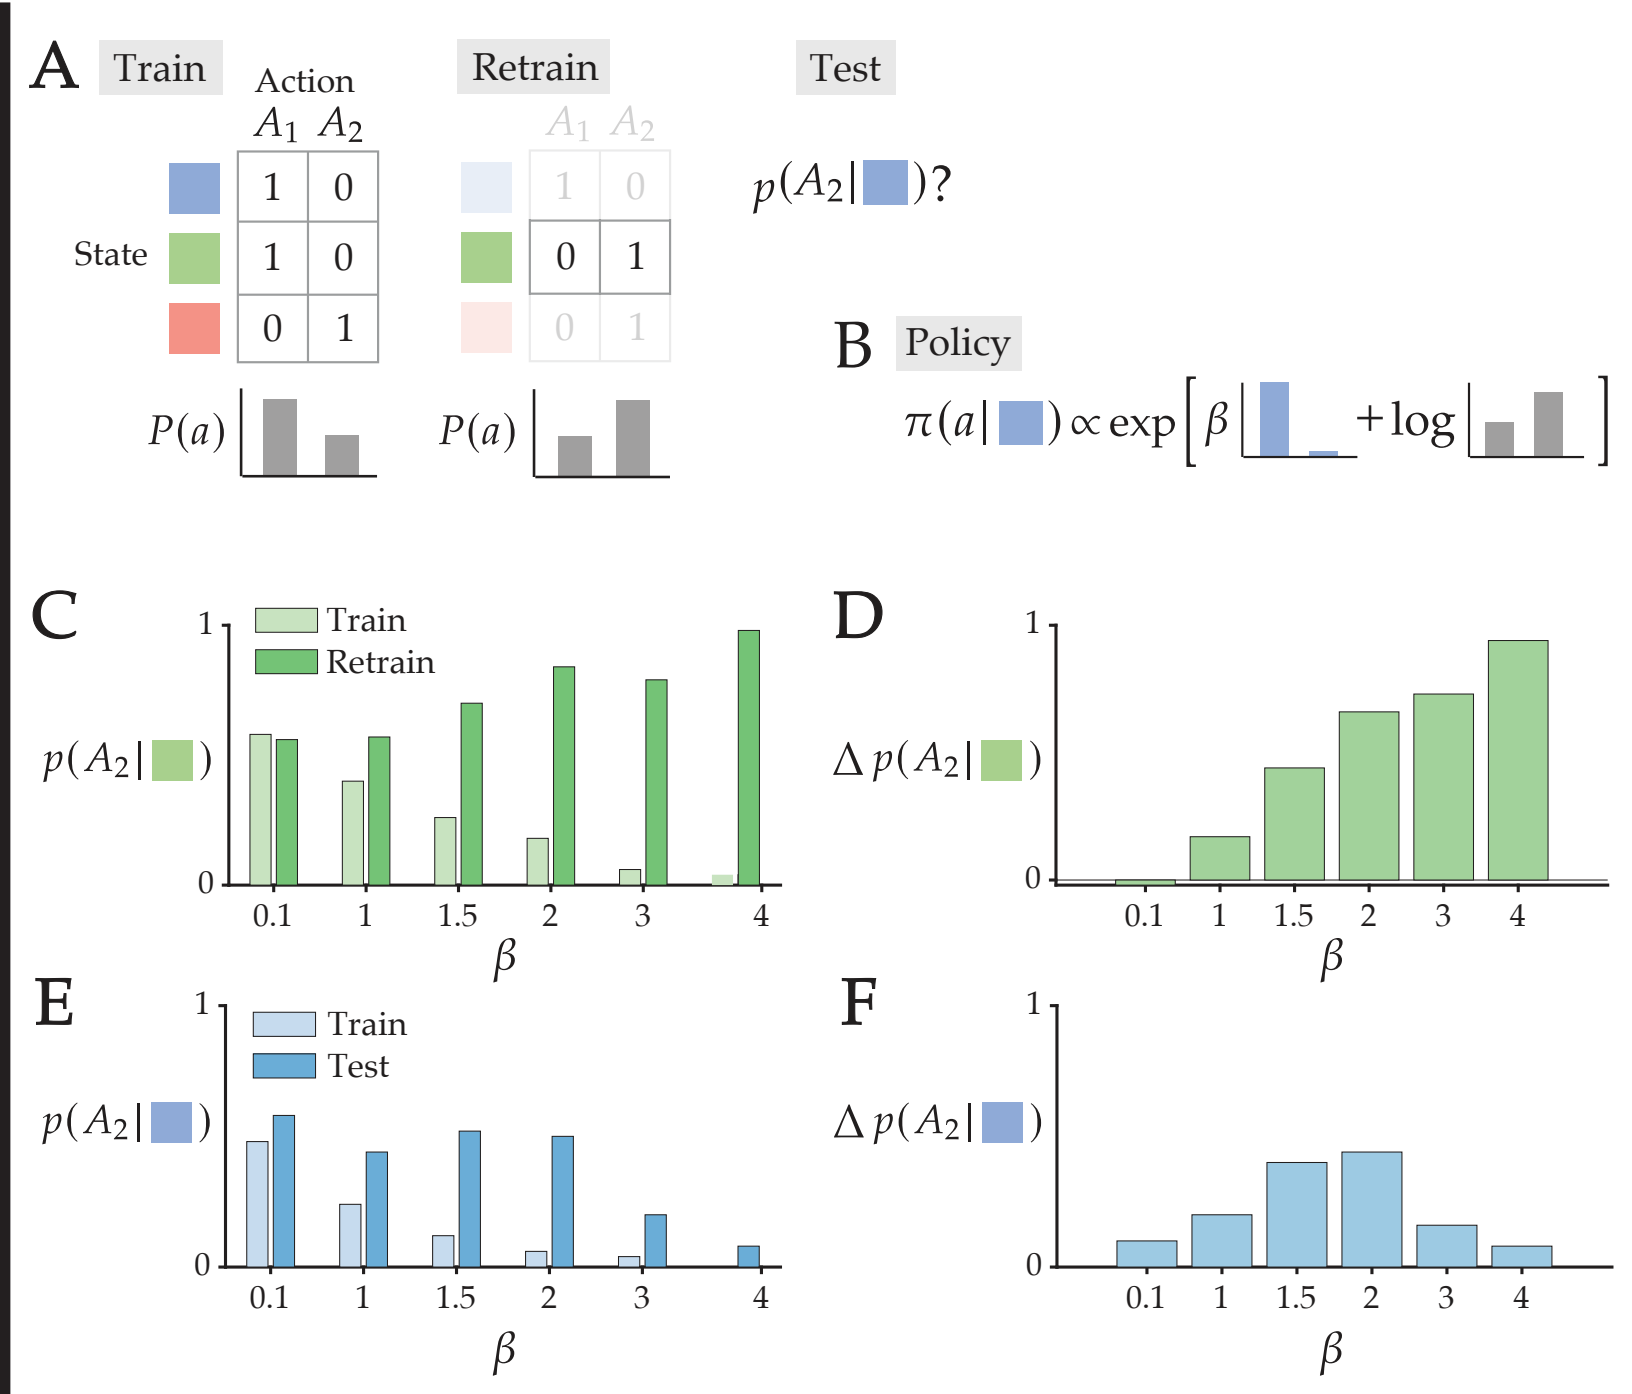 A Train Retrain Test
Action
A1 A2 A1 A2
1 0 1 0 p(A2| )?
State 1 0 0 1
0 1 0 1
B Policy
P(a) P(a) π(a| ) ∝ exp [ β + log ]
C D
1 Train 1
Retrain
p(A2| ) Δ p(A2| )
0 0
0.1 1 1.5 2 3 4 0.1 1 1.5 2 3 4
β β
E F
1 Train 1
Test
p(A2| ) Δ p(A2| )
0 0
0.1 1 1.5 2 3 4 0.1 1 1.5 2 3 4
β β